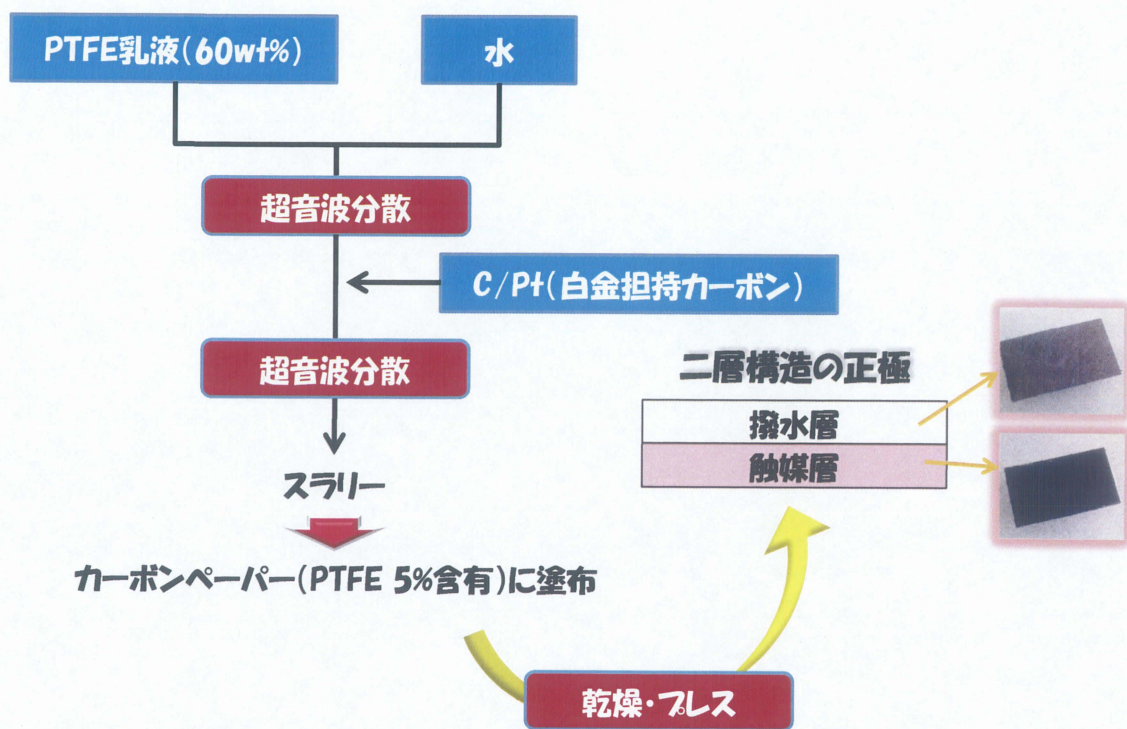 PTFE乳液(60wt%)
水
超音波分散
C/Pt(白金担持カーボン)
超音波分散
スラリー
カーボンペーパー(PTFE 5%含有)に塗布
乾燥・プレス
二層構造の正極
撥水層
触媒層